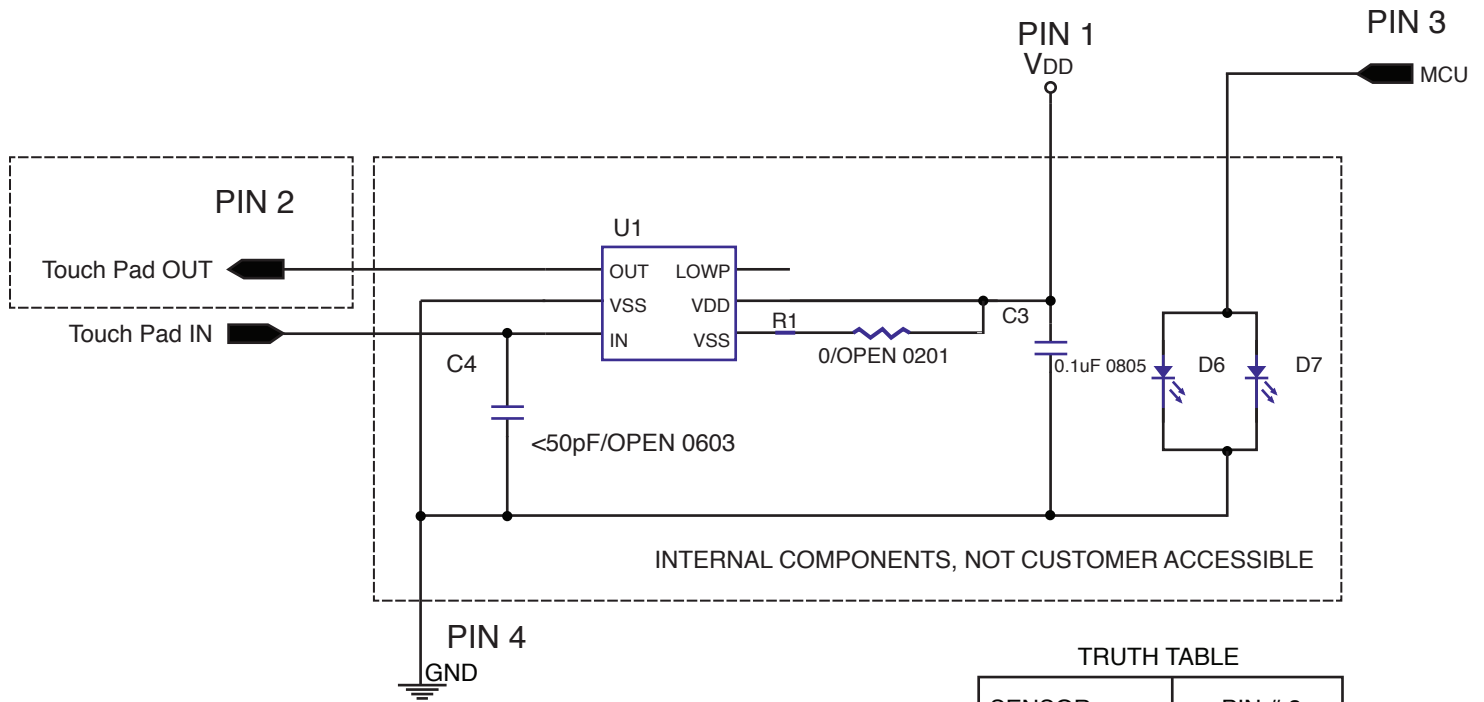 PIN 1
VDD
PIN 3
MCU
PIN 2
Touch Pad OUT
Touch Pad IN
U1
OUT
LOWP
VSS
VDD
IN
VSS
R1
0/OPEN 0201
C3
0.1uF 0805
C4
<50pF/OPEN 0603
D6
D7
INTERNAL COMPONENTS, NOT CUSTOMER ACCESSIBLE
PIN 4
GND
TRUTH TABLE